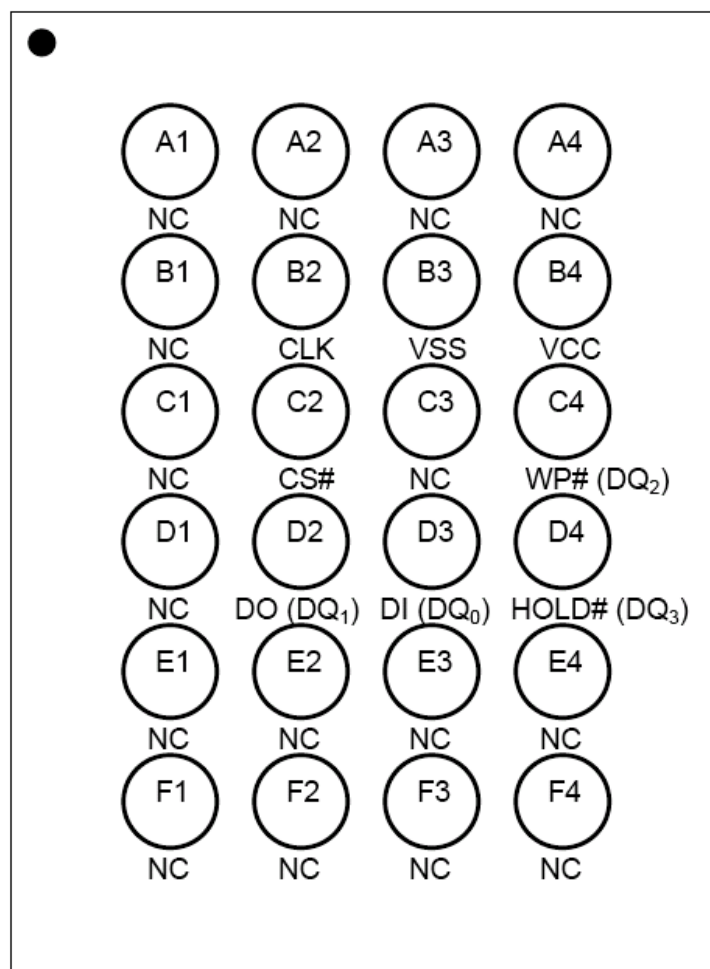 A1 A2 A3 A4
NC NC NC NC
B1 B2 B3 B4
NC CLK VSS VCC
C1 C2 C3 C4
NC CS# NC WP# (DQ₂)
D1 D2 D3 D4
NC DO (DQ₁) DI (DQ₀) HOLD# (DQ₃)
E1 E2 E3 E4
NC NC NC NC
F1 F2 F3 F4
NC NC NC NC